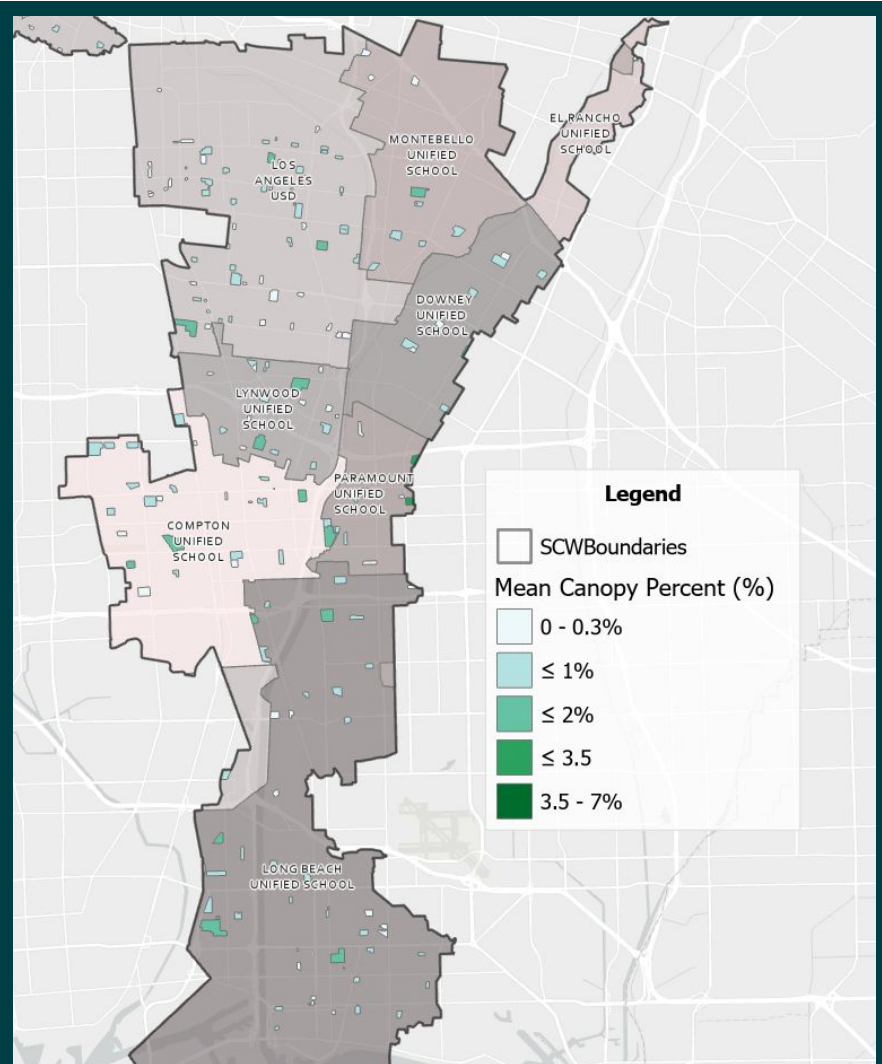 EL RANCHO
UNIFIED
SCHOOL
MONTEBELLO
UNIFIED
SCHOOL
LOS
ANGELES
USD
DOWNEY
UNIFIED
SCHOOL
LYNWOOD
UNIFIED
SCHOOL
PARAMOUNT
UNIFIED
SCHOOL
COMPTON
UNIFIED
SCHOOL
LONG BEACH
UNIFIED SCHOOL
Legend
SCWBoundaries
Mean Canopy Percent (%)
0 - 0.3%
≤ 1%
≤ 2%
≤ 3.5
3.5 - 7%